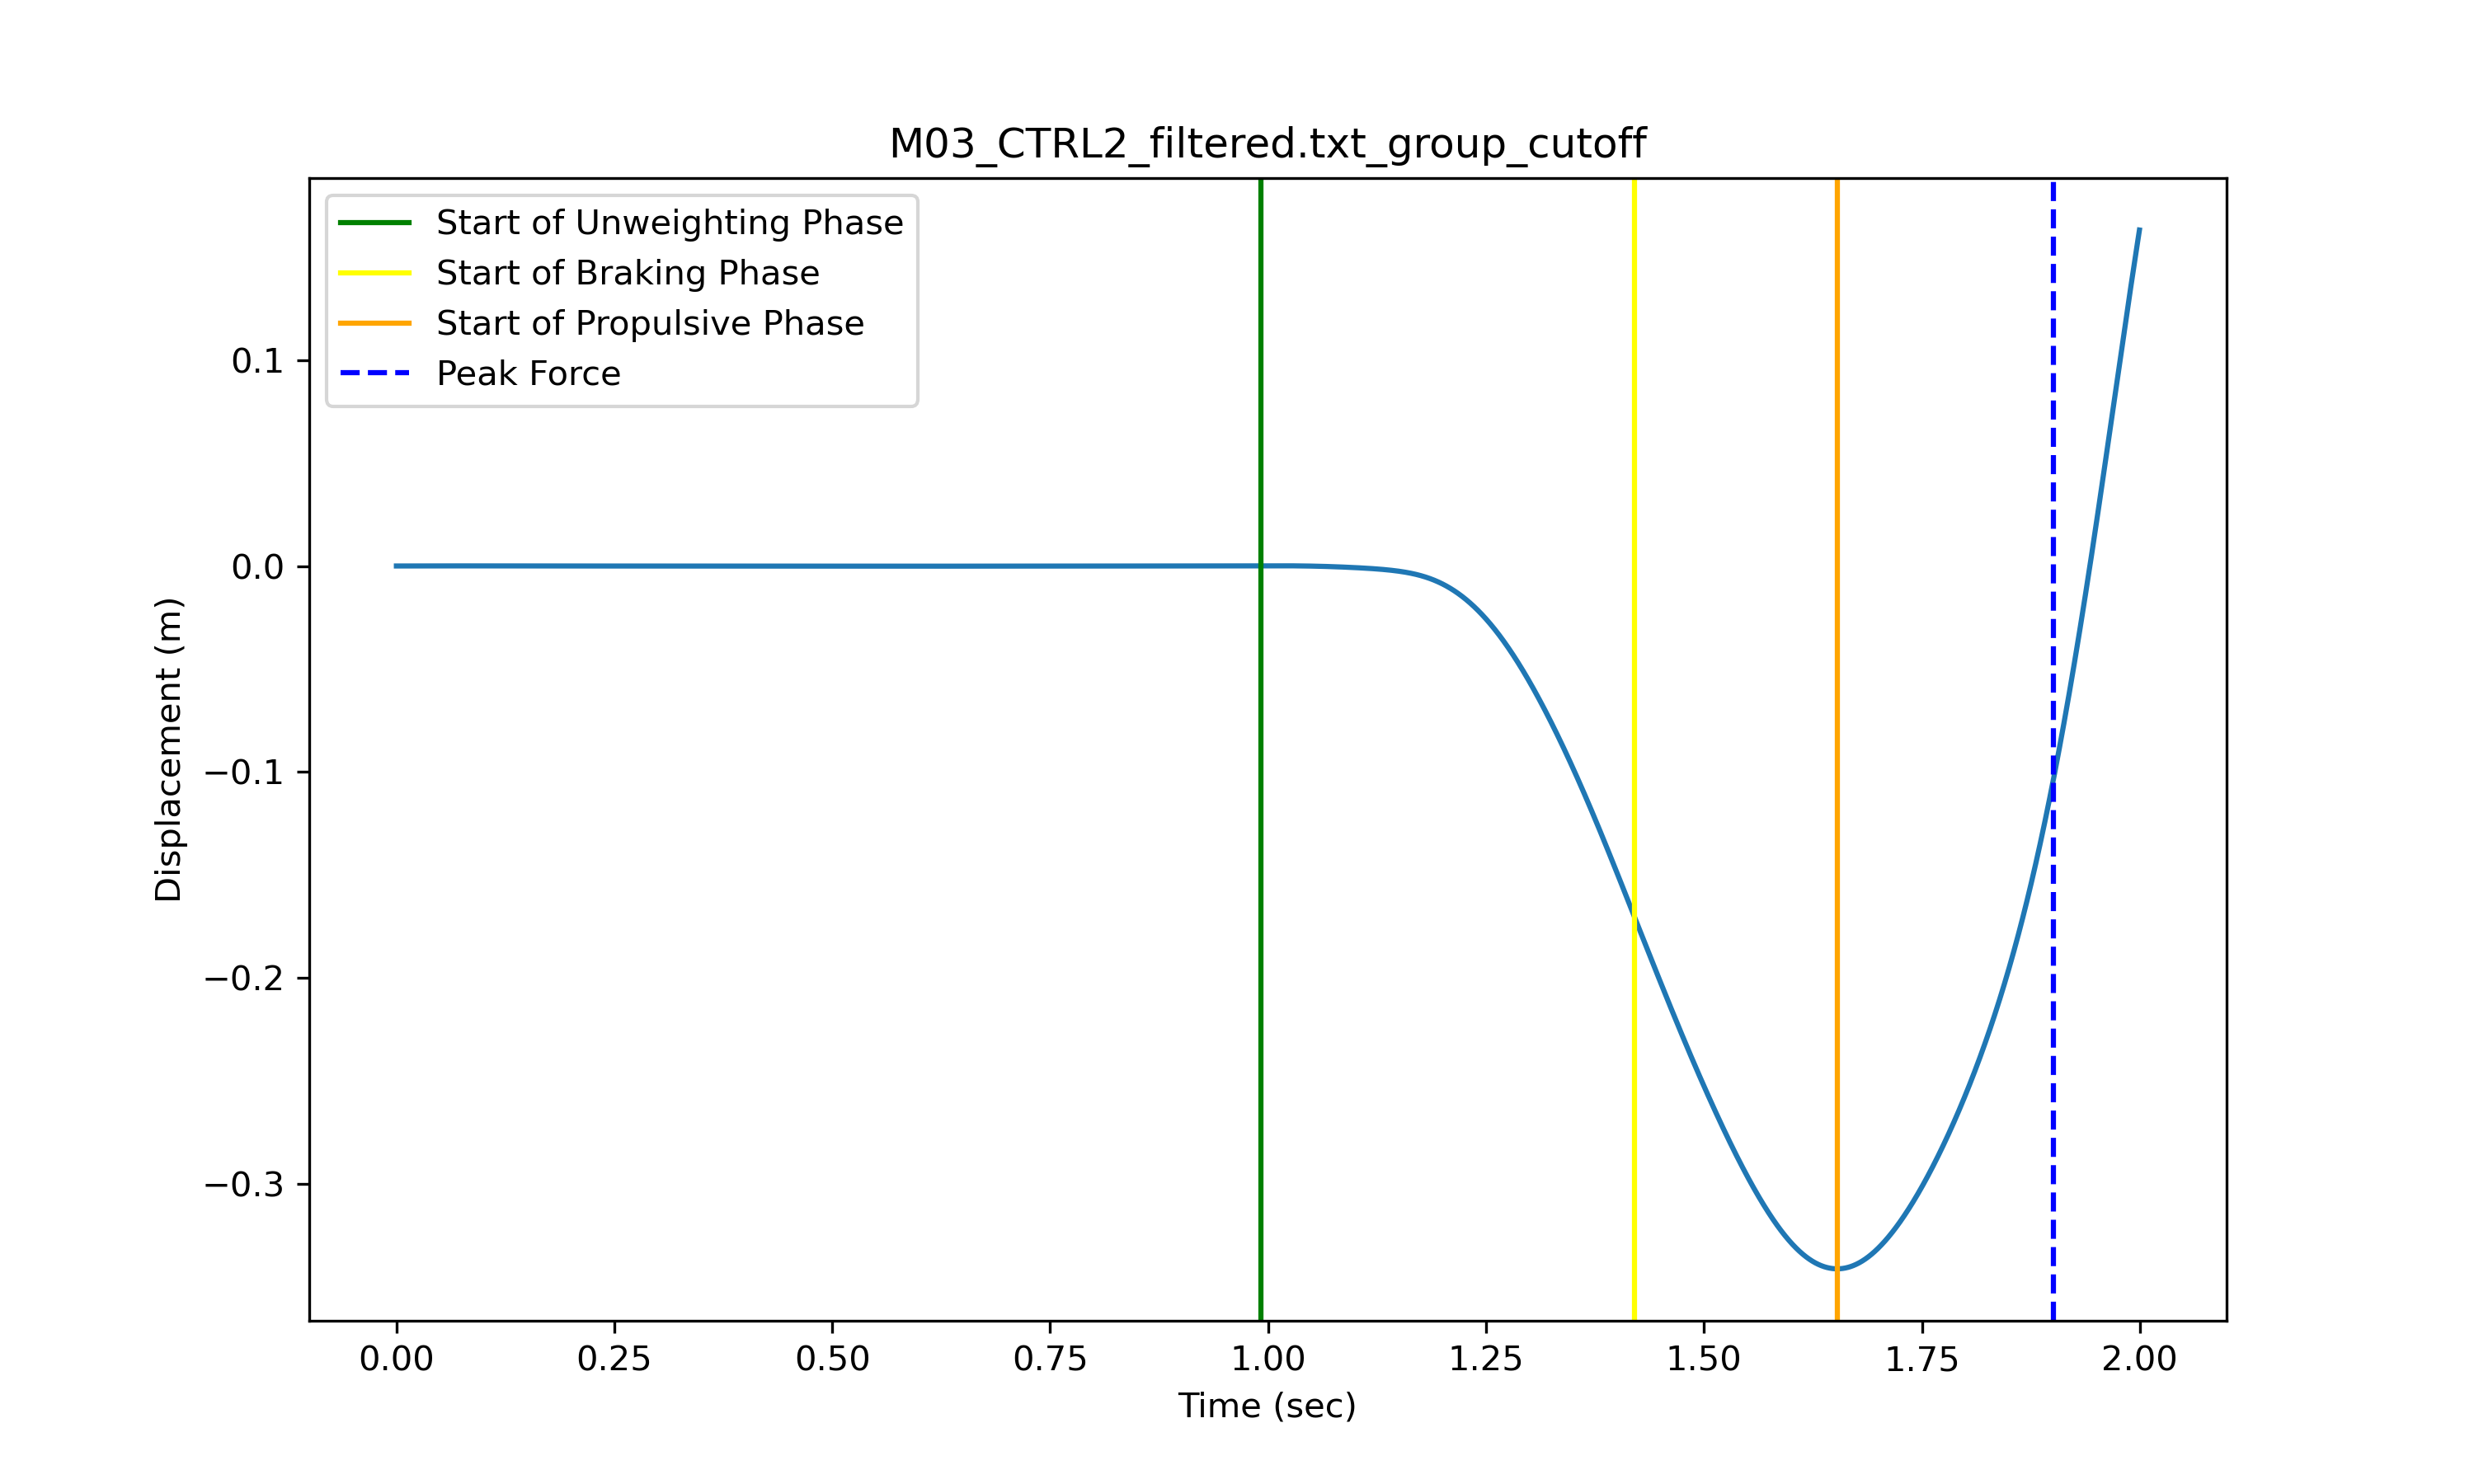 M03_CTRL2_filtered.txt_group_cutoff
Start of Unweighting Phase
Start of Braking Phase
Start of Propulsive Phase
Peak Force
0.1
0.0
−0.1
−0.2
−0.3
Displacement (m)
0.00 0.25 0.50 0.75 1.00 1.25 1.50 1.75 2.00
Time (sec)